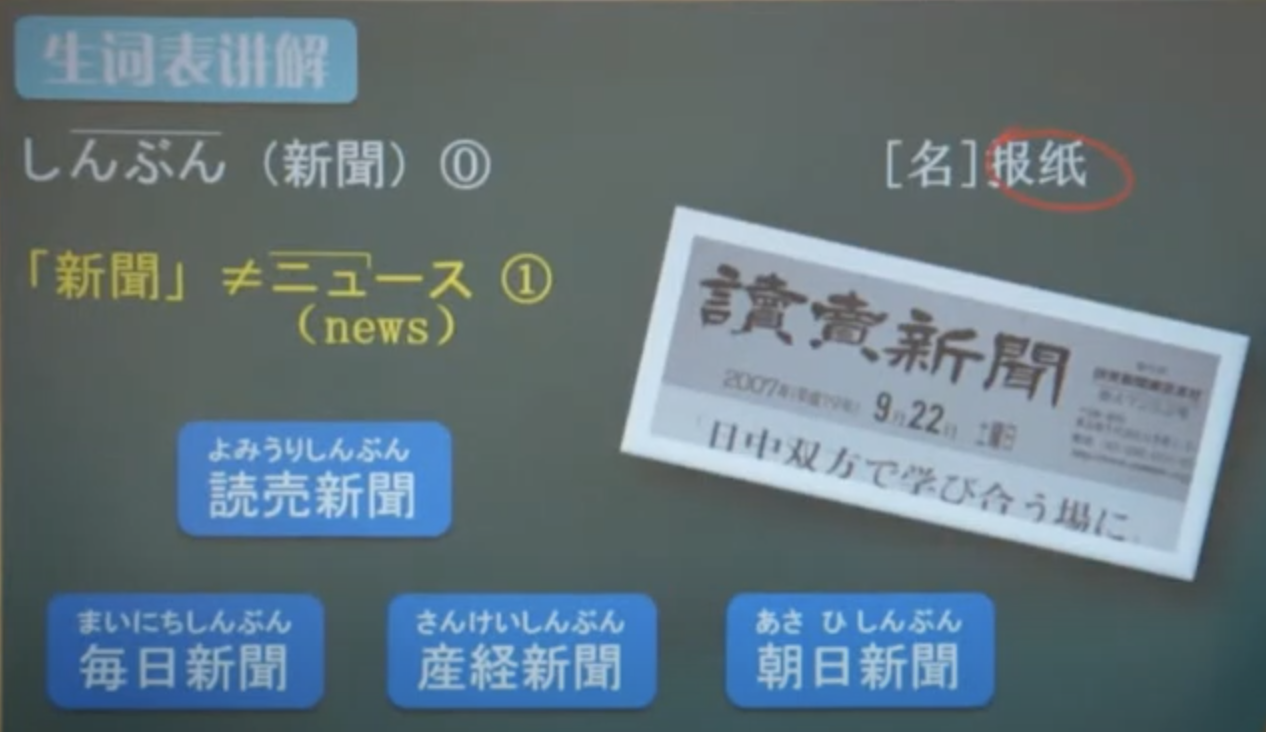 生词表讲解
しんぶん（新聞）⓪
[名]报纸
「新聞」≠ニュース ①
（news）
讀賣新聞
2007年(平成19年) 9月22日 土曜日
「日中双方で学び合う場に」
よみうりしんぶん
読売新聞
まいにちしんぶん
毎日新聞
さんけいしんぶん
産経新聞
あさ ひ しんぶん
朝日新聞